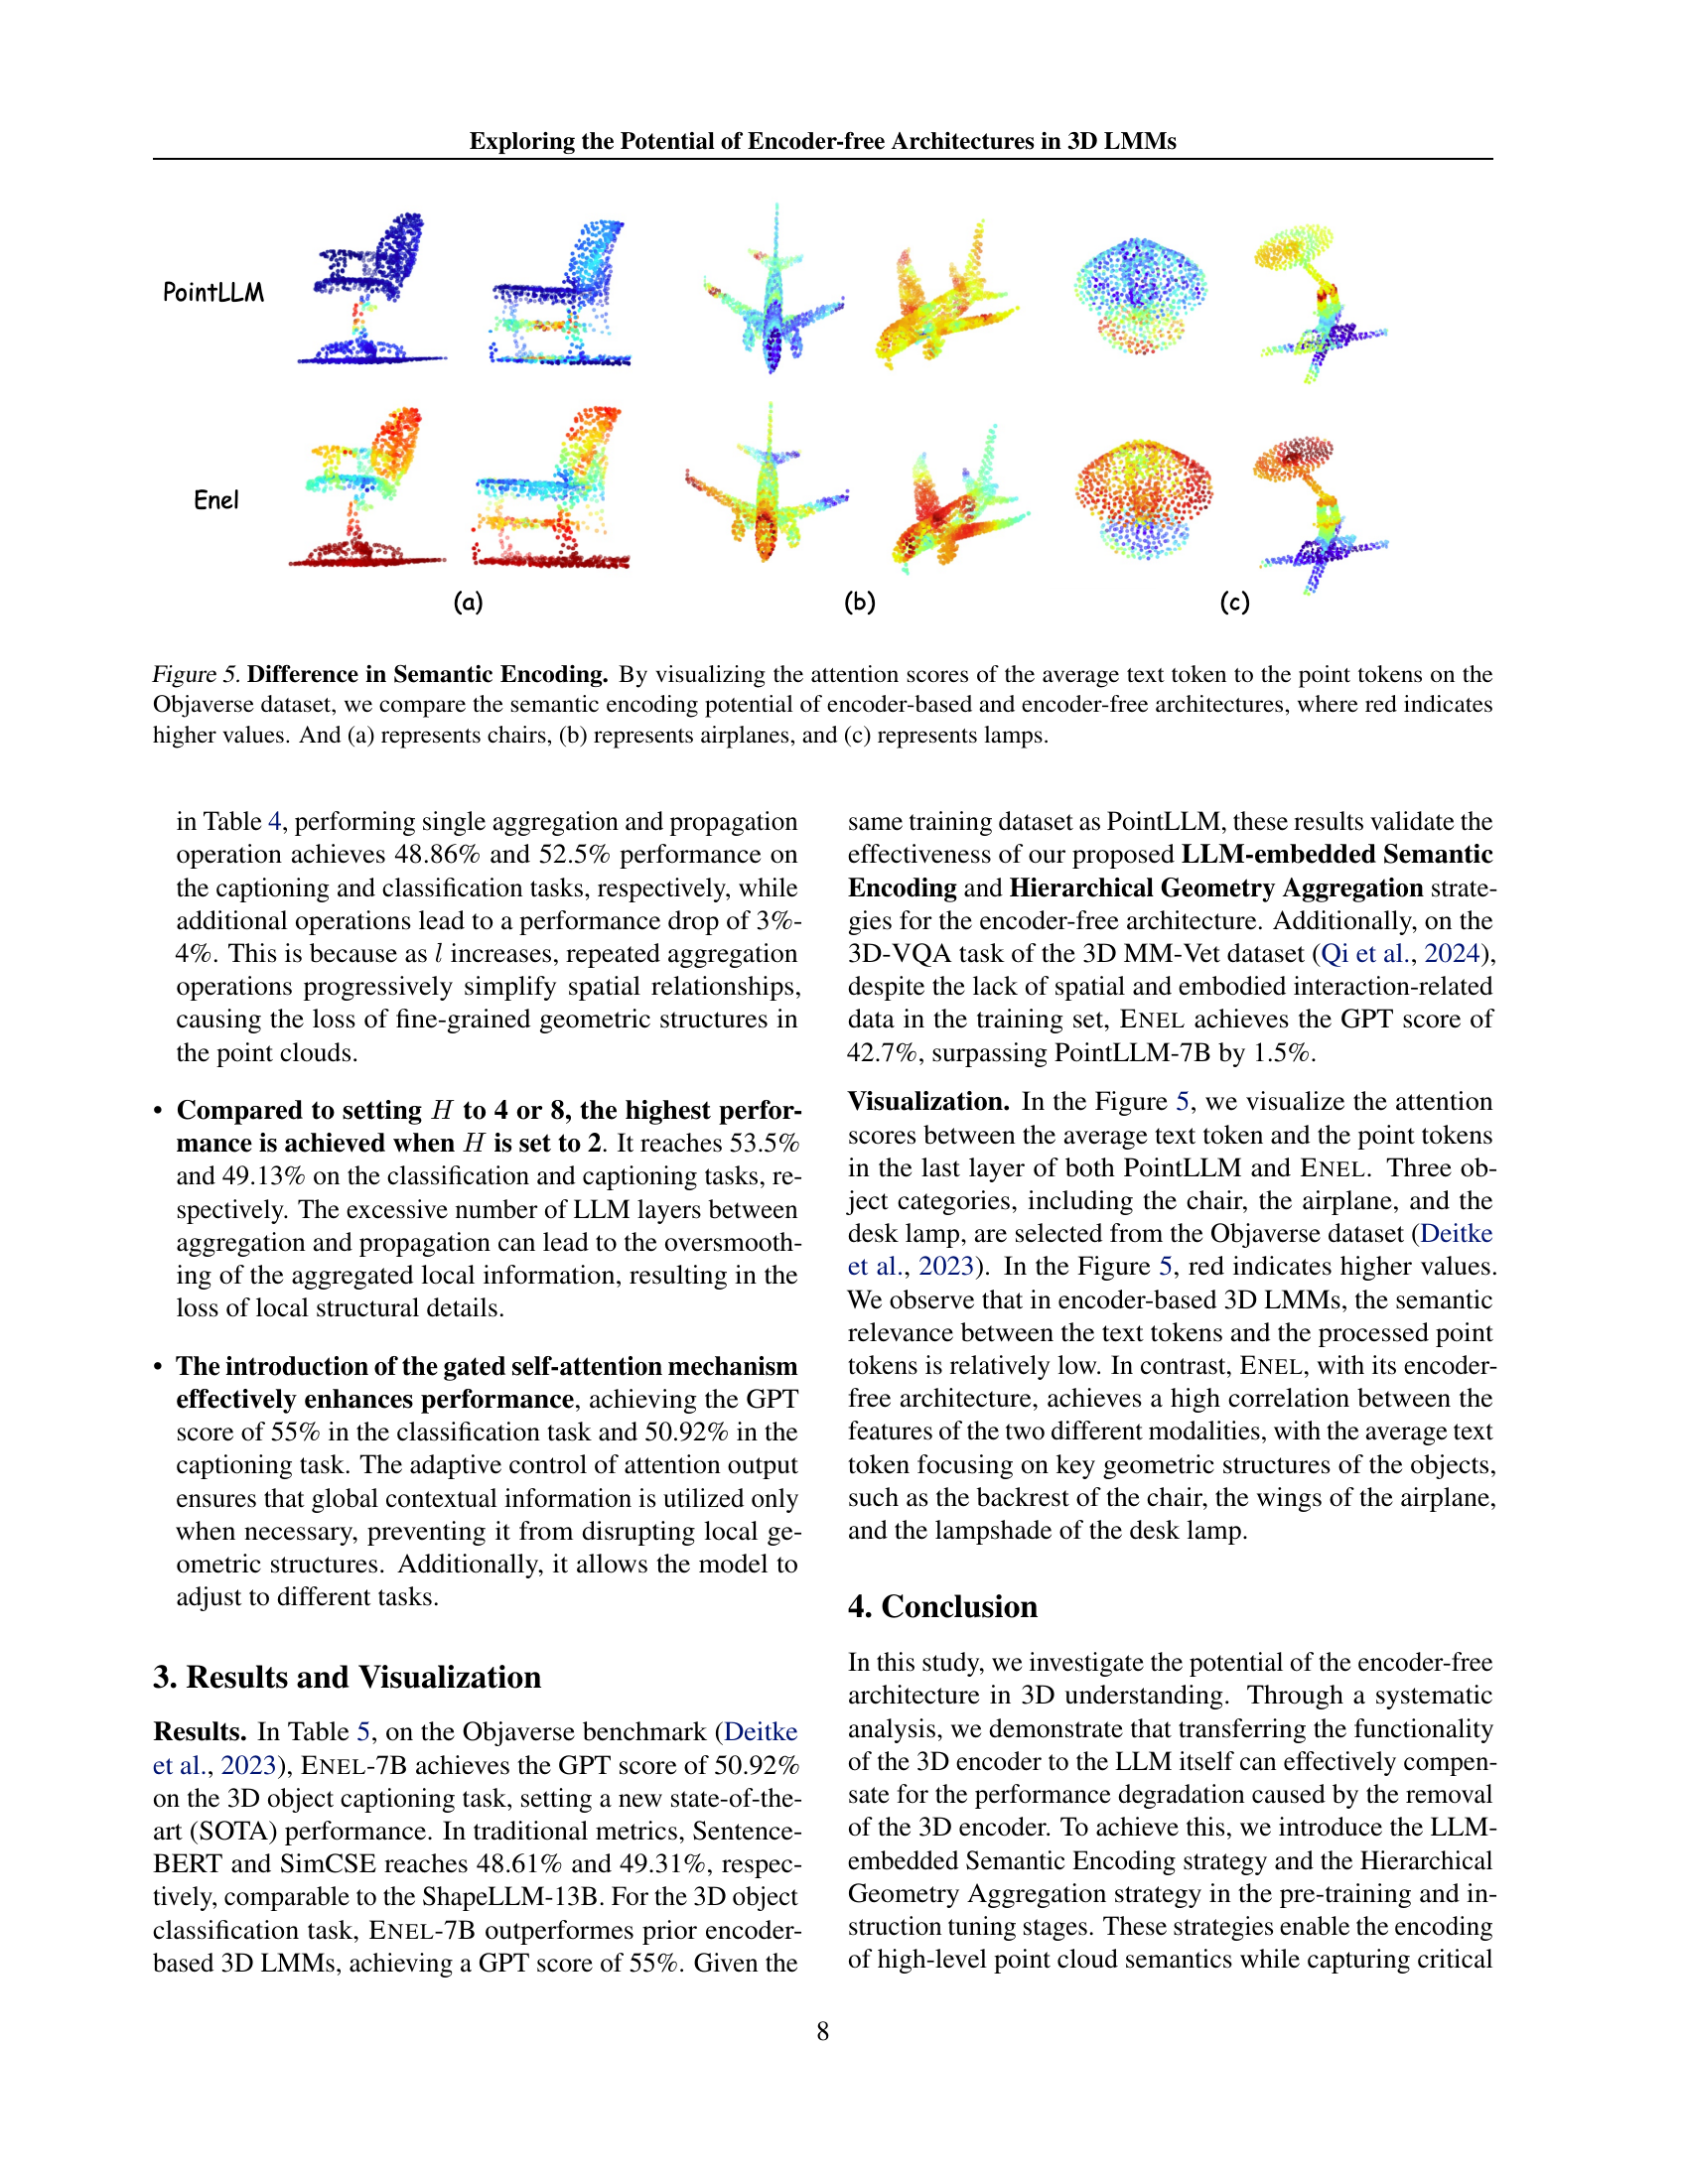 Exploring the Potential of Encoder-free Architectures in 3D LMMs
PointLLM
Enel
(a)
(b)
(c)
Figure 5. Difference in Semantic Encoding. By visualizing the attention scores of the average text token to the point tokens on the
Objaverse dataset, we compare the semantic encoding potential of encoder-based and encoder-free architectures, where red indicates
higher values. And (a) represents chairs, (b) represents airplanes, and (c) represents lamps.
in Table 4, performing single aggregation and propagation
operation achieves 48.86% and 52.5% performance on
the captioning and classification tasks, respectively, while
additional operations lead to a performance drop of 3%-
4%. This is because as l increases, repeated aggregation
operations progressively simplify spatial relationships,
causing the loss of fine-grained geometric structures in
the point clouds.
• Compared to setting H to 4 or 8, the highest perfor-
mance is achieved when H is set to 2. It reaches 53.5%
and 49.13% on the classification and captioning tasks, re-
spectively. The excessive number of LLM layers between
aggregation and propagation can lead to the oversmooth-
ing of the aggregated local information, resulting in the
loss of local structural details.
• The introduction of the gated self-attention mechanism
effectively enhances performance, achieving the GPT
score of 55% in the classification task and 50.92% in the
captioning task. The adaptive control of attention output
ensures that global contextual information is utilized only
when necessary, preventing it from disrupting local ge-
ometric structures. Additionally, it allows the model to
adjust to different tasks.
3. Results and Visualization
Results. In Table 5, on the Objaverse benchmark (Deitke
et al., 2023), ENEL-7B achieves the GPT score of 50.92%
on the 3D object captioning task, setting a new state-of-the-
art (SOTA) performance. In traditional metrics, Sentence-
BERT and SimCSE reaches 48.61% and 49.31%, respec-
tively, comparable to the ShapeLLM-13B. For the 3D object
classification task, ENEL-7B outperformes prior encoder-
based 3D LMMs, achieving a GPT score of 55%. Given the
same training dataset as PointLLM, these results validate the
effectiveness of our proposed LLM-embedded Semantic
Encoding and Hierarchical Geometry Aggregation strate-
gies for the encoder-free architecture. Additionally, on the
3D-VQA task of the 3D MM-Vet dataset (Qi et al., 2024),
despite the lack of spatial and embodied interaction-related
data in the training set, ENEL achieves the GPT score of
42.7%, surpassing PointLLM-7B by 1.5%.
Visualization. In the Figure 5, we visualize the attention
scores between the average text token and the point tokens
in the last layer of both PointLLM and ENEL. Three ob-
ject categories, including the chair, the airplane, and the
desk lamp, are selected from the Objaverse dataset (Deitke
et al., 2023). In the Figure 5, red indicates higher values.
We observe that in encoder-based 3D LMMs, the semantic
relevance between the text tokens and the processed point
tokens is relatively low. In contrast, ENEL, with its encoder-
free architecture, achieves a high correlation between the
features of the two different modalities, with the average text
token focusing on key geometric structures of the objects,
such as the backrest of the chair, the wings of the airplane,
and the lampshade of the desk lamp.
4. Conclusion
In this study, we investigate the potential of the encoder-free
architecture in 3D understanding. Through a systematic
analysis, we demonstrate that transferring the functionality
of the 3D encoder to the LLM itself can effectively compen-
sate for the performance degradation caused by the removal
of the 3D encoder. To achieve this, we introduce the LLM-
embedded Semantic Encoding strategy and the Hierarchical
Geometry Aggregation strategy in the pre-training and in-
struction tuning stages. These strategies enable the encoding
of high-level point cloud semantics while capturing critical
8